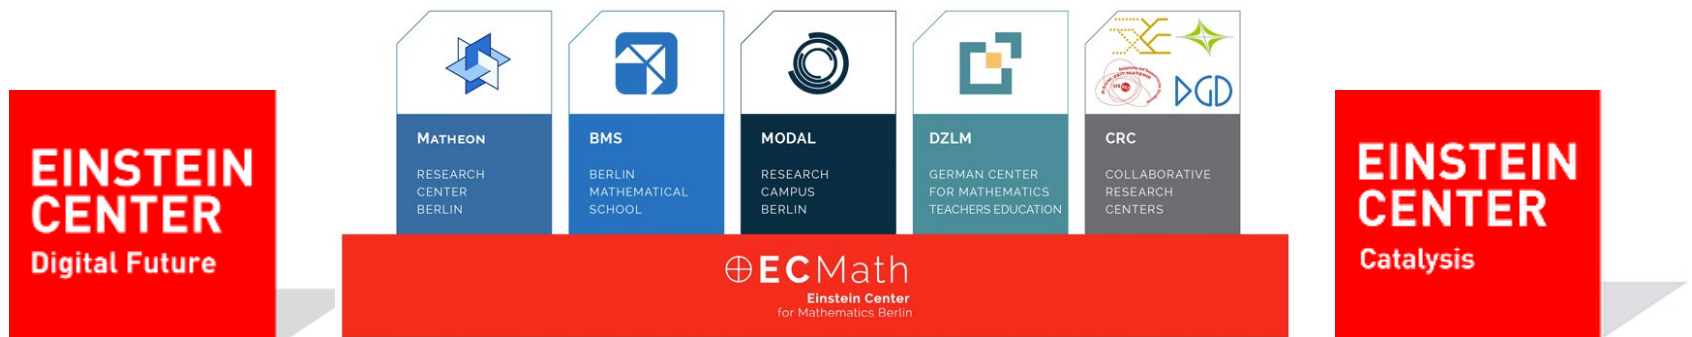 EINSTEIN
CENTER
Digital Future
MATHEON
RESEARCH
CENTER
BERLIN
BMS
BERLIN
MATHEMATICAL
SCHOOL
MODAL
RESEARCH
CAMPUS
BERLIN
DZLM
GERMAN CENTER
FOR MATHEMATICS
TEACHERS EDUCATION
DGD
CRC
COLLABORATIVE
RESEARCH
CENTERS
ECMath
Einstein Center
for Mathematics Berlin
EINSTEIN
CENTER
Catalysis